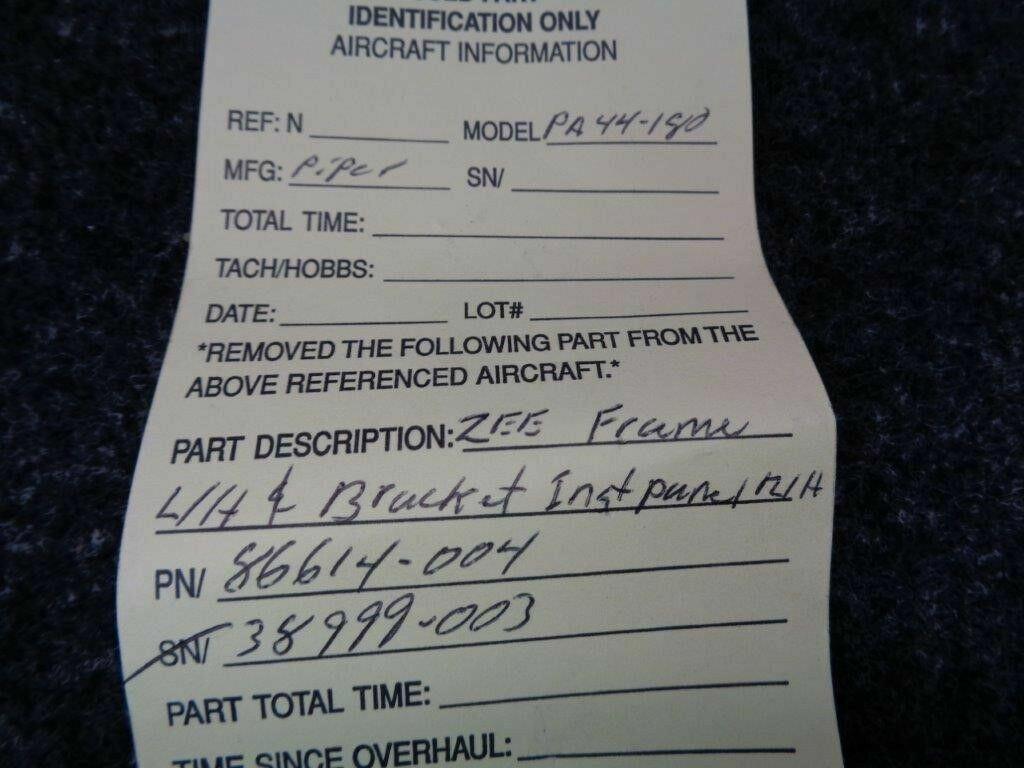 IDENTIFICATION ONLY
AIRCRAFT INFORMATION
REF: N MODEL PA44-180
MFG: Piper SN/
TOTAL TIME:
TACH/HOBBS:
DATE: LOT#
*REMOVED THE FOLLOWING PART FROM THE
ABOVE REFERENCED AIRCRAFT.*
PART DESCRIPTION: ZEE Frame
L/H & Bracket Inst panel R/H
PN/ 86614-004
SN/ 38999-003
PART TOTAL TIME:
TIME SINCE OVERHAUL: